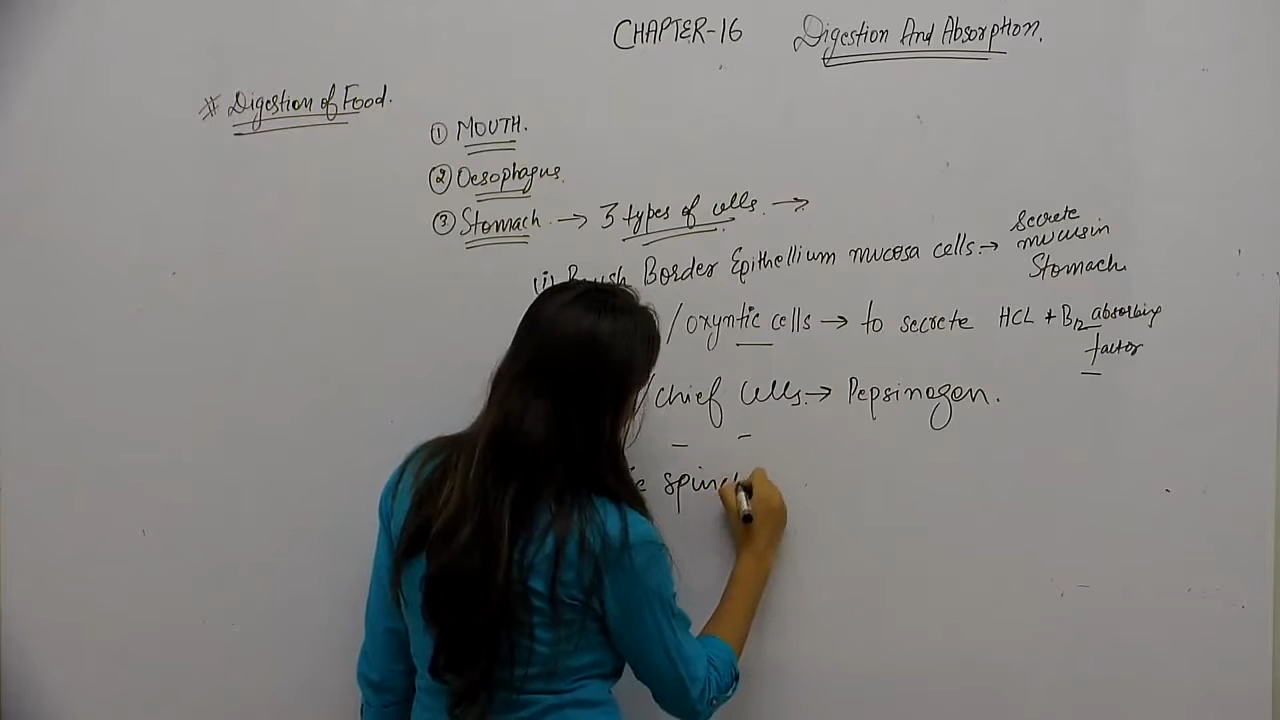 CHAPTER-16 Digestion And Absorption.
* Digestion of Food.
① MOUTH.
② Oesophagus.
③ Stomach. → 3 types of cells. →
(i) Brush Border Epithellium mucosa cells. → secrete mucusin Stomach.
/ oxyntic cells → to secrete HCL + B12 absorbing factor
/ chief cells. → Pepsinogen.